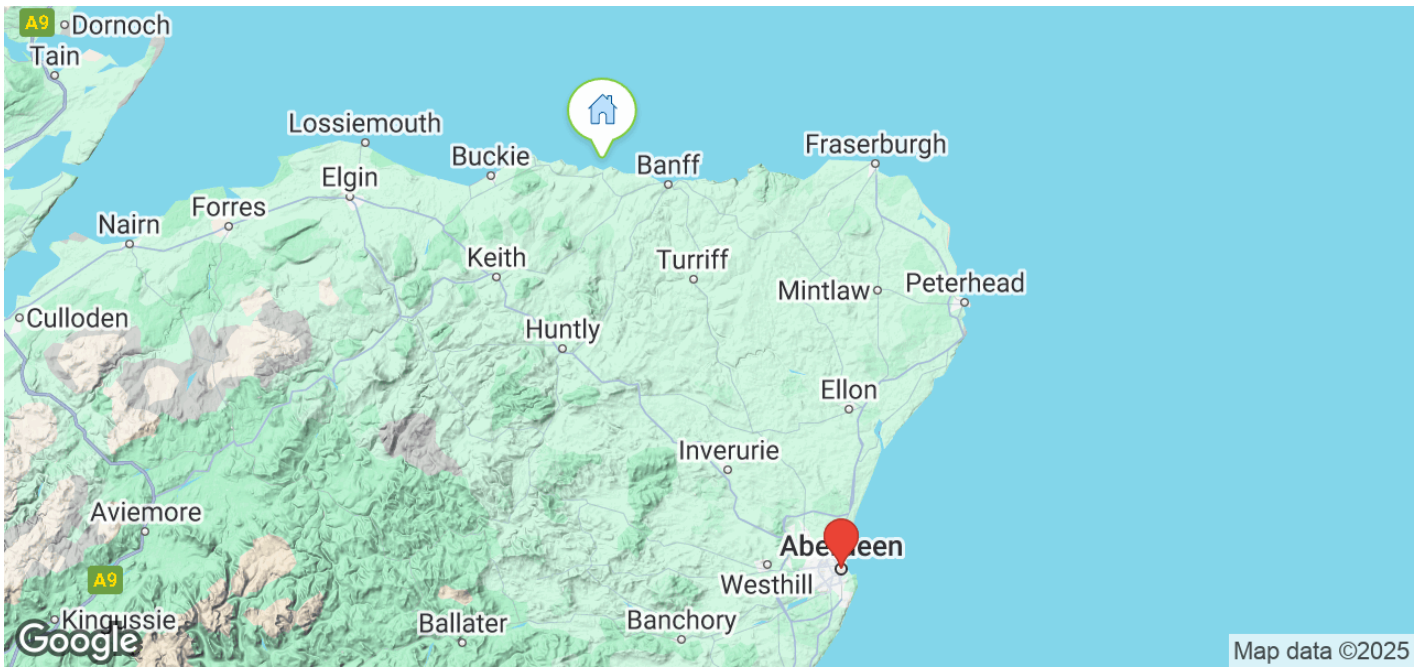 A9
Dornoch
Tain
Lossiemouth
Fraserburgh
Buckie
Banff
Elgin
Forres
Nairn
Keith
Turriff
Peterhead
Mintlaw
Culloden
Huntly
Ellon
Inverurie
Aviemore
Aberdeen
A9
Westhill
Kingussie
Ballater
Banchory
Google
Map data ©2025